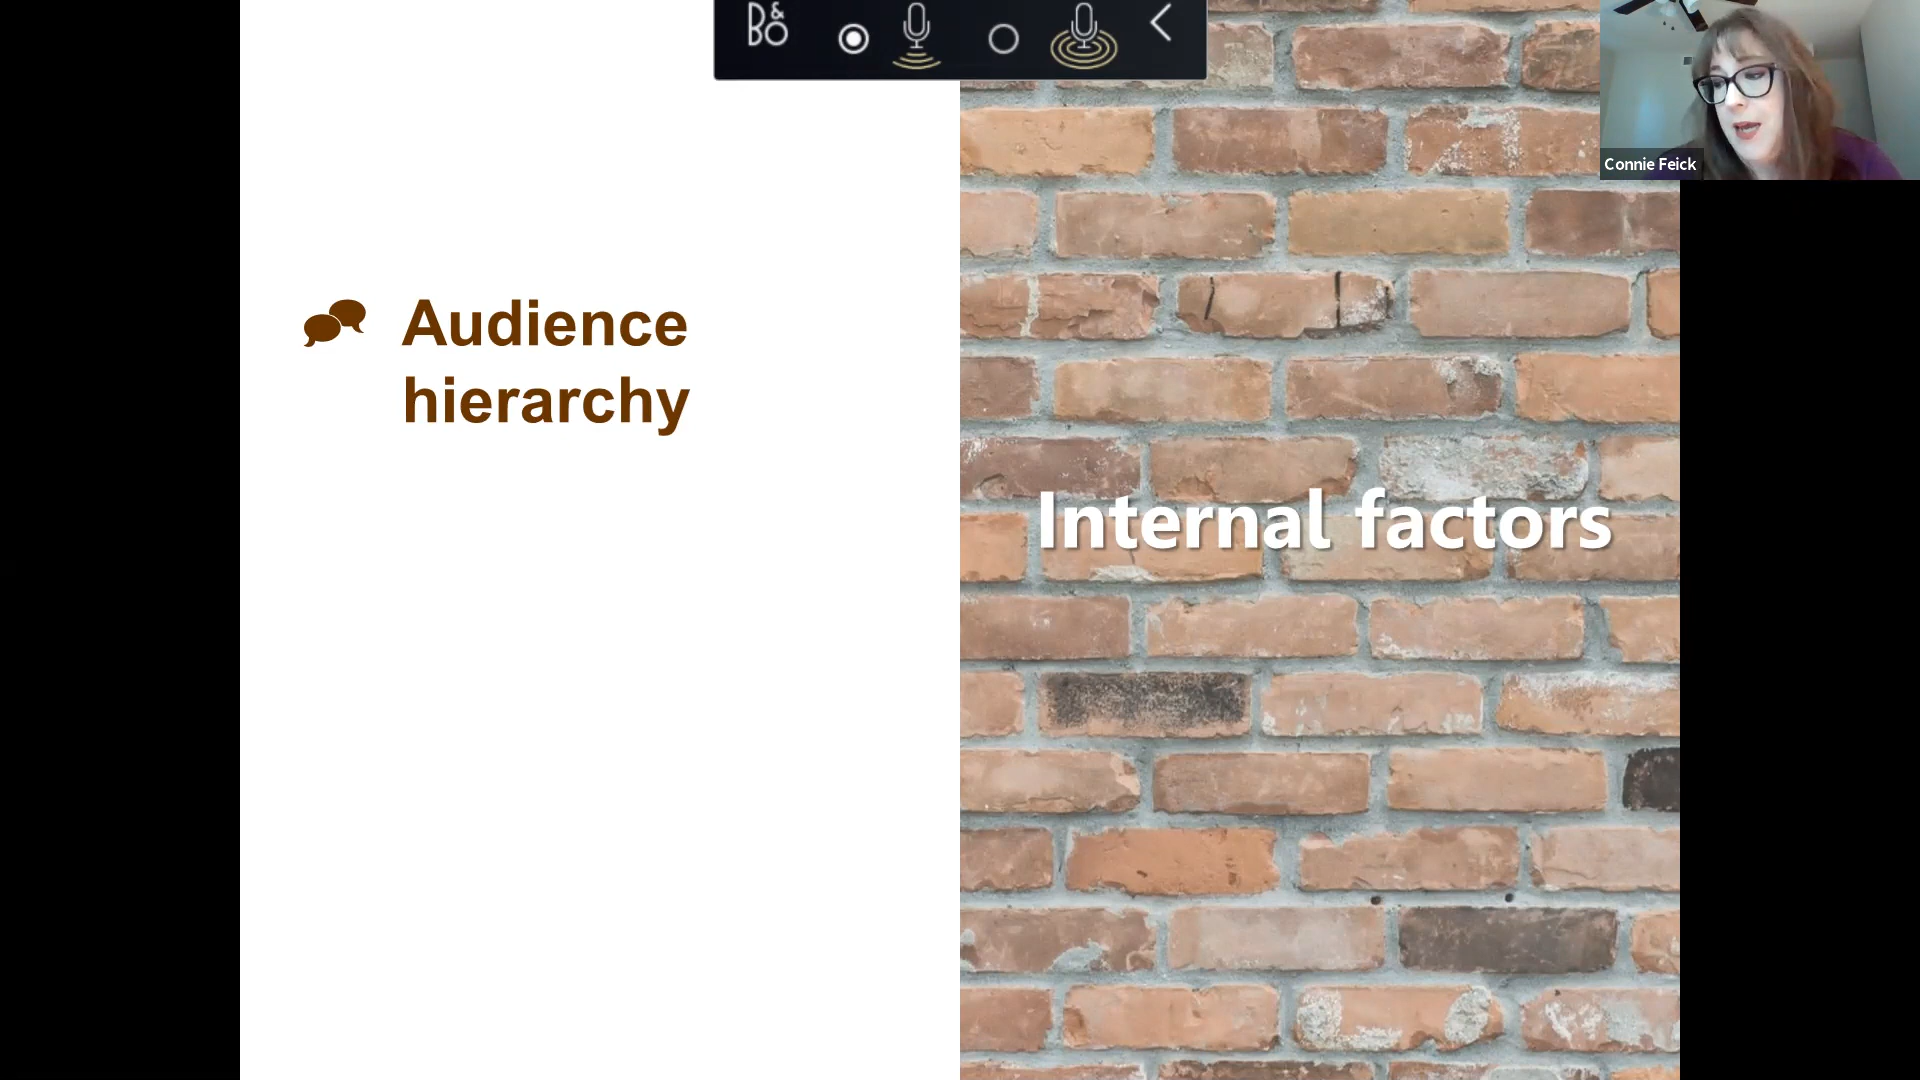 B&O
Connie Feick
Audience
hierarchy
Internal factors